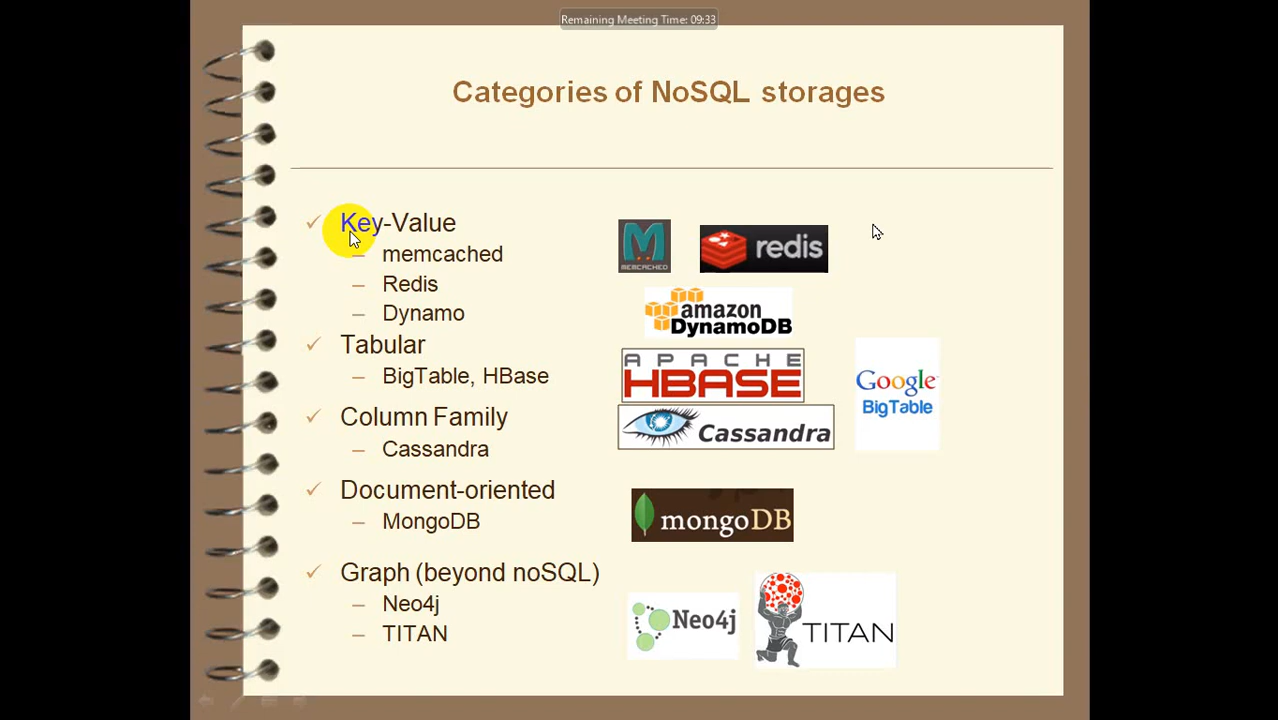 Remaining Meeting Time: 09:33
Categories of NoSQL storages
Key-Value
memcached
Redis
Dynamo
Tabular
BigTable, HBase
Column Family
Cassandra
Document-oriented
MongoDB
Graph (beyond noSQL)
Neo4j
TITAN
MEMCACHED
redis
amazon
DynamoDB
APACHE
HBASE
Google
BigTable
Cassandra
mongoDB
Neo4j
TITAN